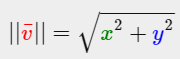 ||v̄|| = √(x² + y²)